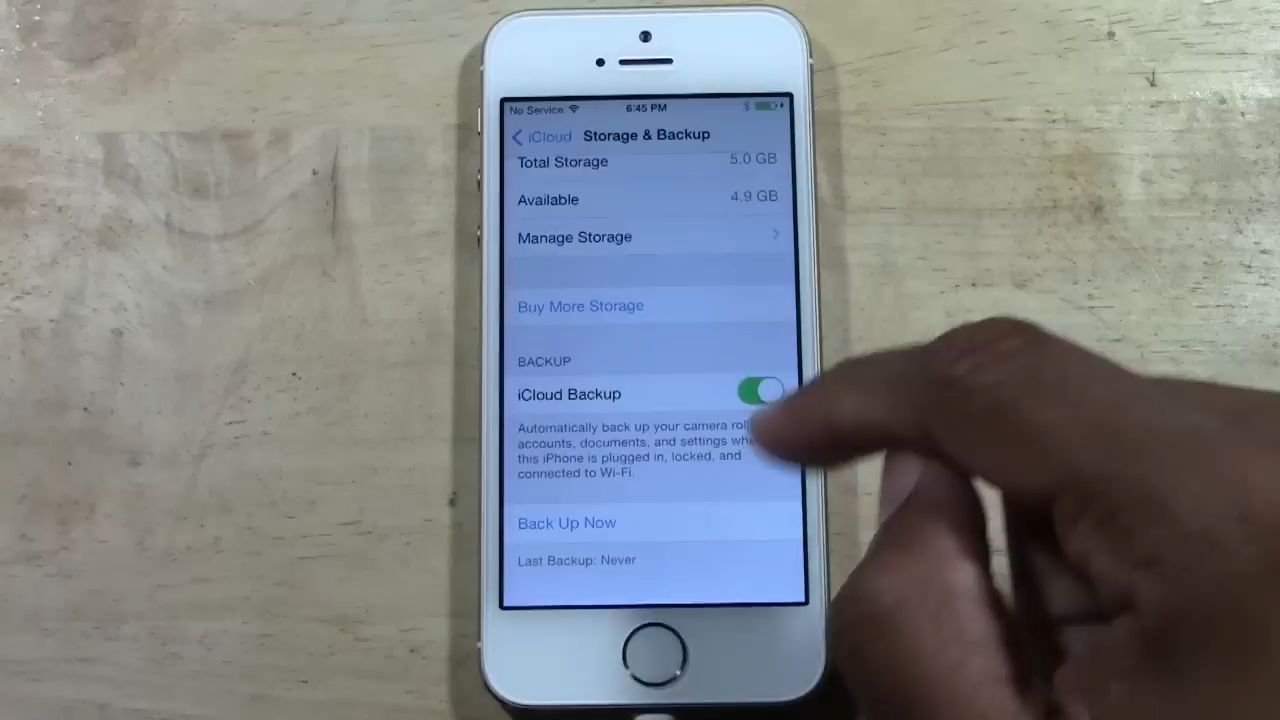 No Service 6:45 PM
iCloud Storage & Backup
Total Storage 5.0 GB
Available 4.9 GB
Manage Storage
Buy More Storage
BACKUP
iCloud Backup
Automatically back up your camera roll
accounts, documents, and settings
this iPhone is plugged in, locked, and
connected to Wi-Fi.
Back Up Now
Last Backup: Never